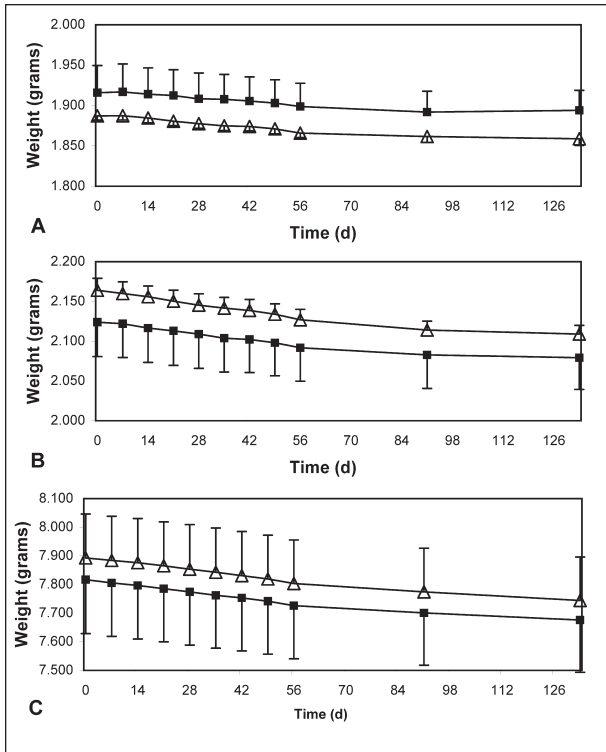 2.000
1.950
1.900
1.850
1.800
Weight (grams)
0 14 28 42 56 70 84 98 112 126
Time (d)
A
2.200
2.150
2.100
2.050
2.000
Weight (grams)
0 14 28 42 56 70 84 98 112 126
Time (d)
B
8.100
8.000
7.900
7.800
7.700
7.600
7.500
Weight (grams)
0 14 28 42 56 70 84 98 112 126
Time (d)
C